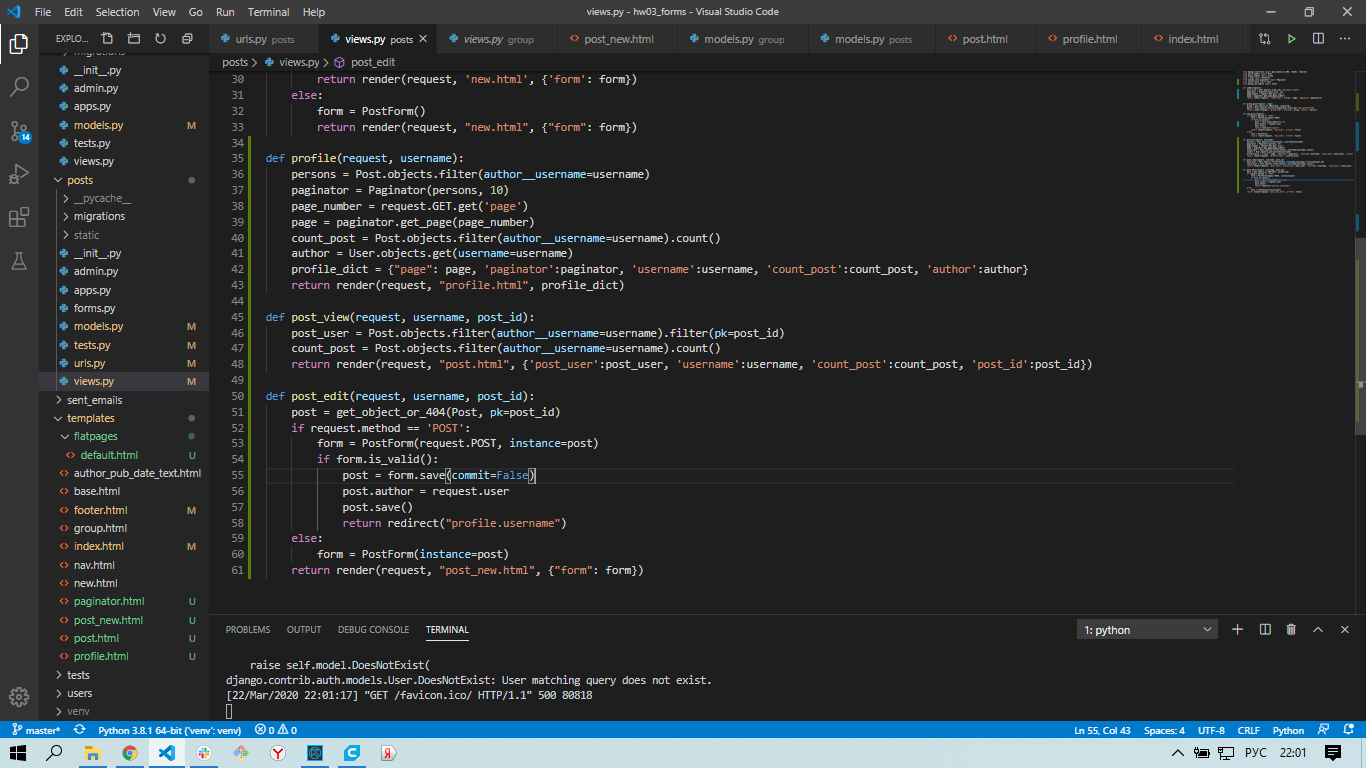 File Edit Selection View Go Run Terminal Help
views.py - hw03_forms - Visual Studio Code
EXPLO...
urls.py posts
views.py posts
views.py group
post_new.html
models.py group
models.py posts
post.html
profile.html
index.html
posts > views.py > post_edit
migrations
__init__.py
admin.py
apps.py
models.py M
tests.py
views.py
posts
__pycache__
migrations
static
__init__.py
admin.py
apps.py
forms.py
models.py M
tests.py M
urls.py M
views.py M
sent_emails
templates
flatpages
default.html U
author_pub_date_text.html
base.html
footer.html M
group.html
index.html M
nav.html
new.html
paginator.html U
post_new.html U
post.html U
profile.html U
tests
users
venv
14
30 return render(request, 'new.html', {'form': form})
31 else:
32 form = PostForm()
33 return render(request, "new.html", {"form": form})
34
35 def profile(request, username):
36 persons = Post.objects.filter(author__username=username)
37 paginator = Paginator(persons, 10)
38 page_number = request.GET.get('page')
39 page = paginator.get_page(page_number)
40 count_post = Post.objects.filter(author__username=username).count()
41 author = User.objects.get(username=username)
42 profile_dict = {"page": page, 'paginator':paginator, 'username':username, 'count_post':count_post, 'author':author}
43 return render(request, "profile.html", profile_dict)
44
45 def post_view(request, username, post_id):
46 post_user = Post.objects.filter(author__username=username).filter(pk=post_id)
47 count_post = Post.objects.filter(author__username=username).count()
48 return render(request, "post.html", {'post_user':post_user, 'username':username, 'count_post':count_post, 'post_id':post_id})
49
50 def post_edit(request, username, post_id):
51 post = get_object_or_404(Post, pk=post_id)
52 if request.method == 'POST':
53 form = PostForm(request.POST, instance=post)
54 if form.is_valid():
55 post = form.save(commit=False)
56 post.author = request.user
57 post.save()
58 return redirect("profile.username")
59 else:
60 form = PostForm(instance=post)
61 return render(request, "post_new.html", {"form": form})
PROBLEMS OUTPUT DEBUG CONSOLE TERMINAL
1: python
raise self.model.DoesNotExist(
django.contrib.auth.models.User.DoesNotExist: User matching query does not exist.
[22/Mar/2020 22:01:17] "GET /favicon.ico/ HTTP/1.1" 500 80818
master* Python 3.8.1 64-bit ('venv': venv) 0 0 Ln 55, Col 43 Spaces: 4 UTF-8 CRLF Python
РУС 22:01